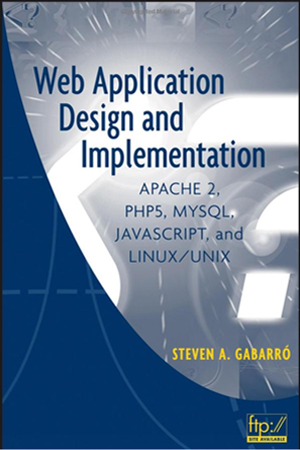 Web Application
Design and
Implementation
APACHE 2,
PHP5, MYSQL,
JAVASCRIPT, and
LINUX/UNIX
STEVEN A. GABARRÓ
ftp://
SITE AVAILABLE